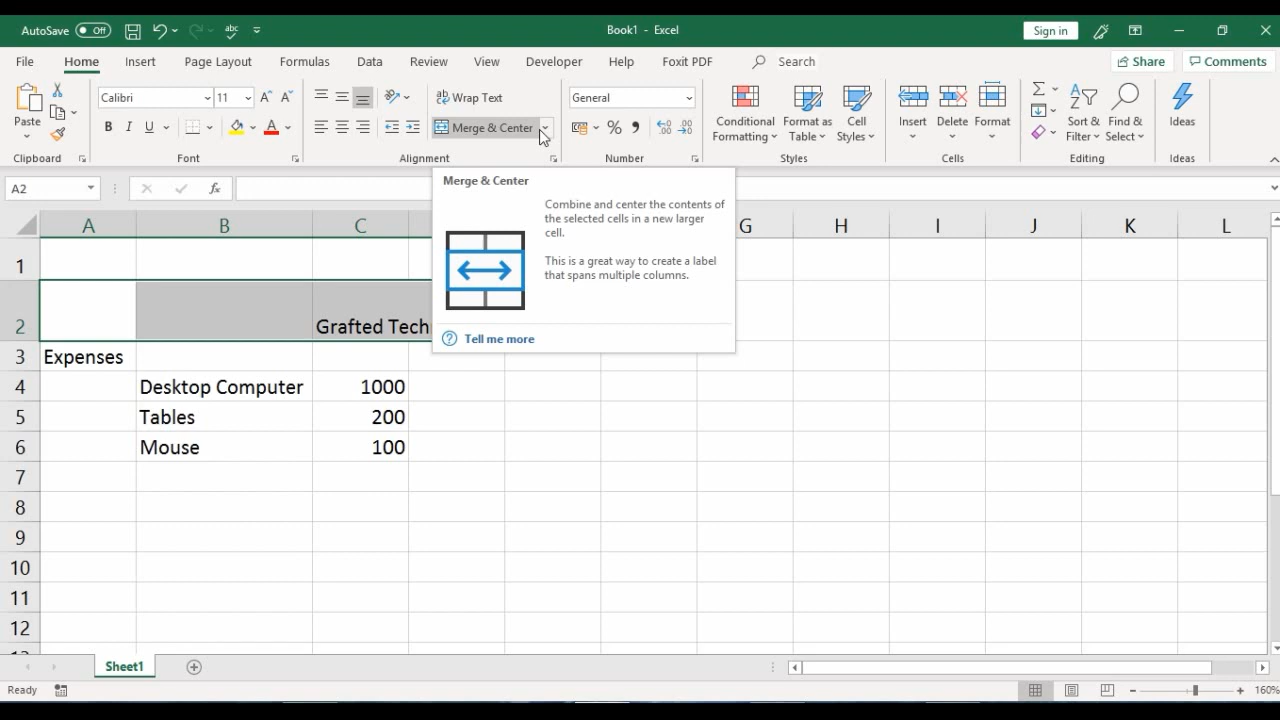 AutoSave Off abc Book1 - Excel Sign in
File Home Insert Page Layout Formulas Data Review View Developer Help Foxit PDF Search Share Comments
Paste Calibri 11 A A Wrap Text General Conditional Formatting Format as Table Cell Styles Insert Delete Format Sort & Filter Find & Select Ideas
B I U A Merge & Center % , .00
Clipboard Font Alignment Number Styles Cells Editing Ideas
A2 fx
Merge & Center
Combine and center the contents of
the selected cells in a new larger
cell.
This is a great way to create a label
that spans multiple columns.
Tell me more
A B C G H I J K L
1
2 Grafted Tech
3 Expenses
4 Desktop Computer 1000
5 Tables 200
6 Mouse 100
7
8
9
10
11
12
Sheet1
Ready 160%